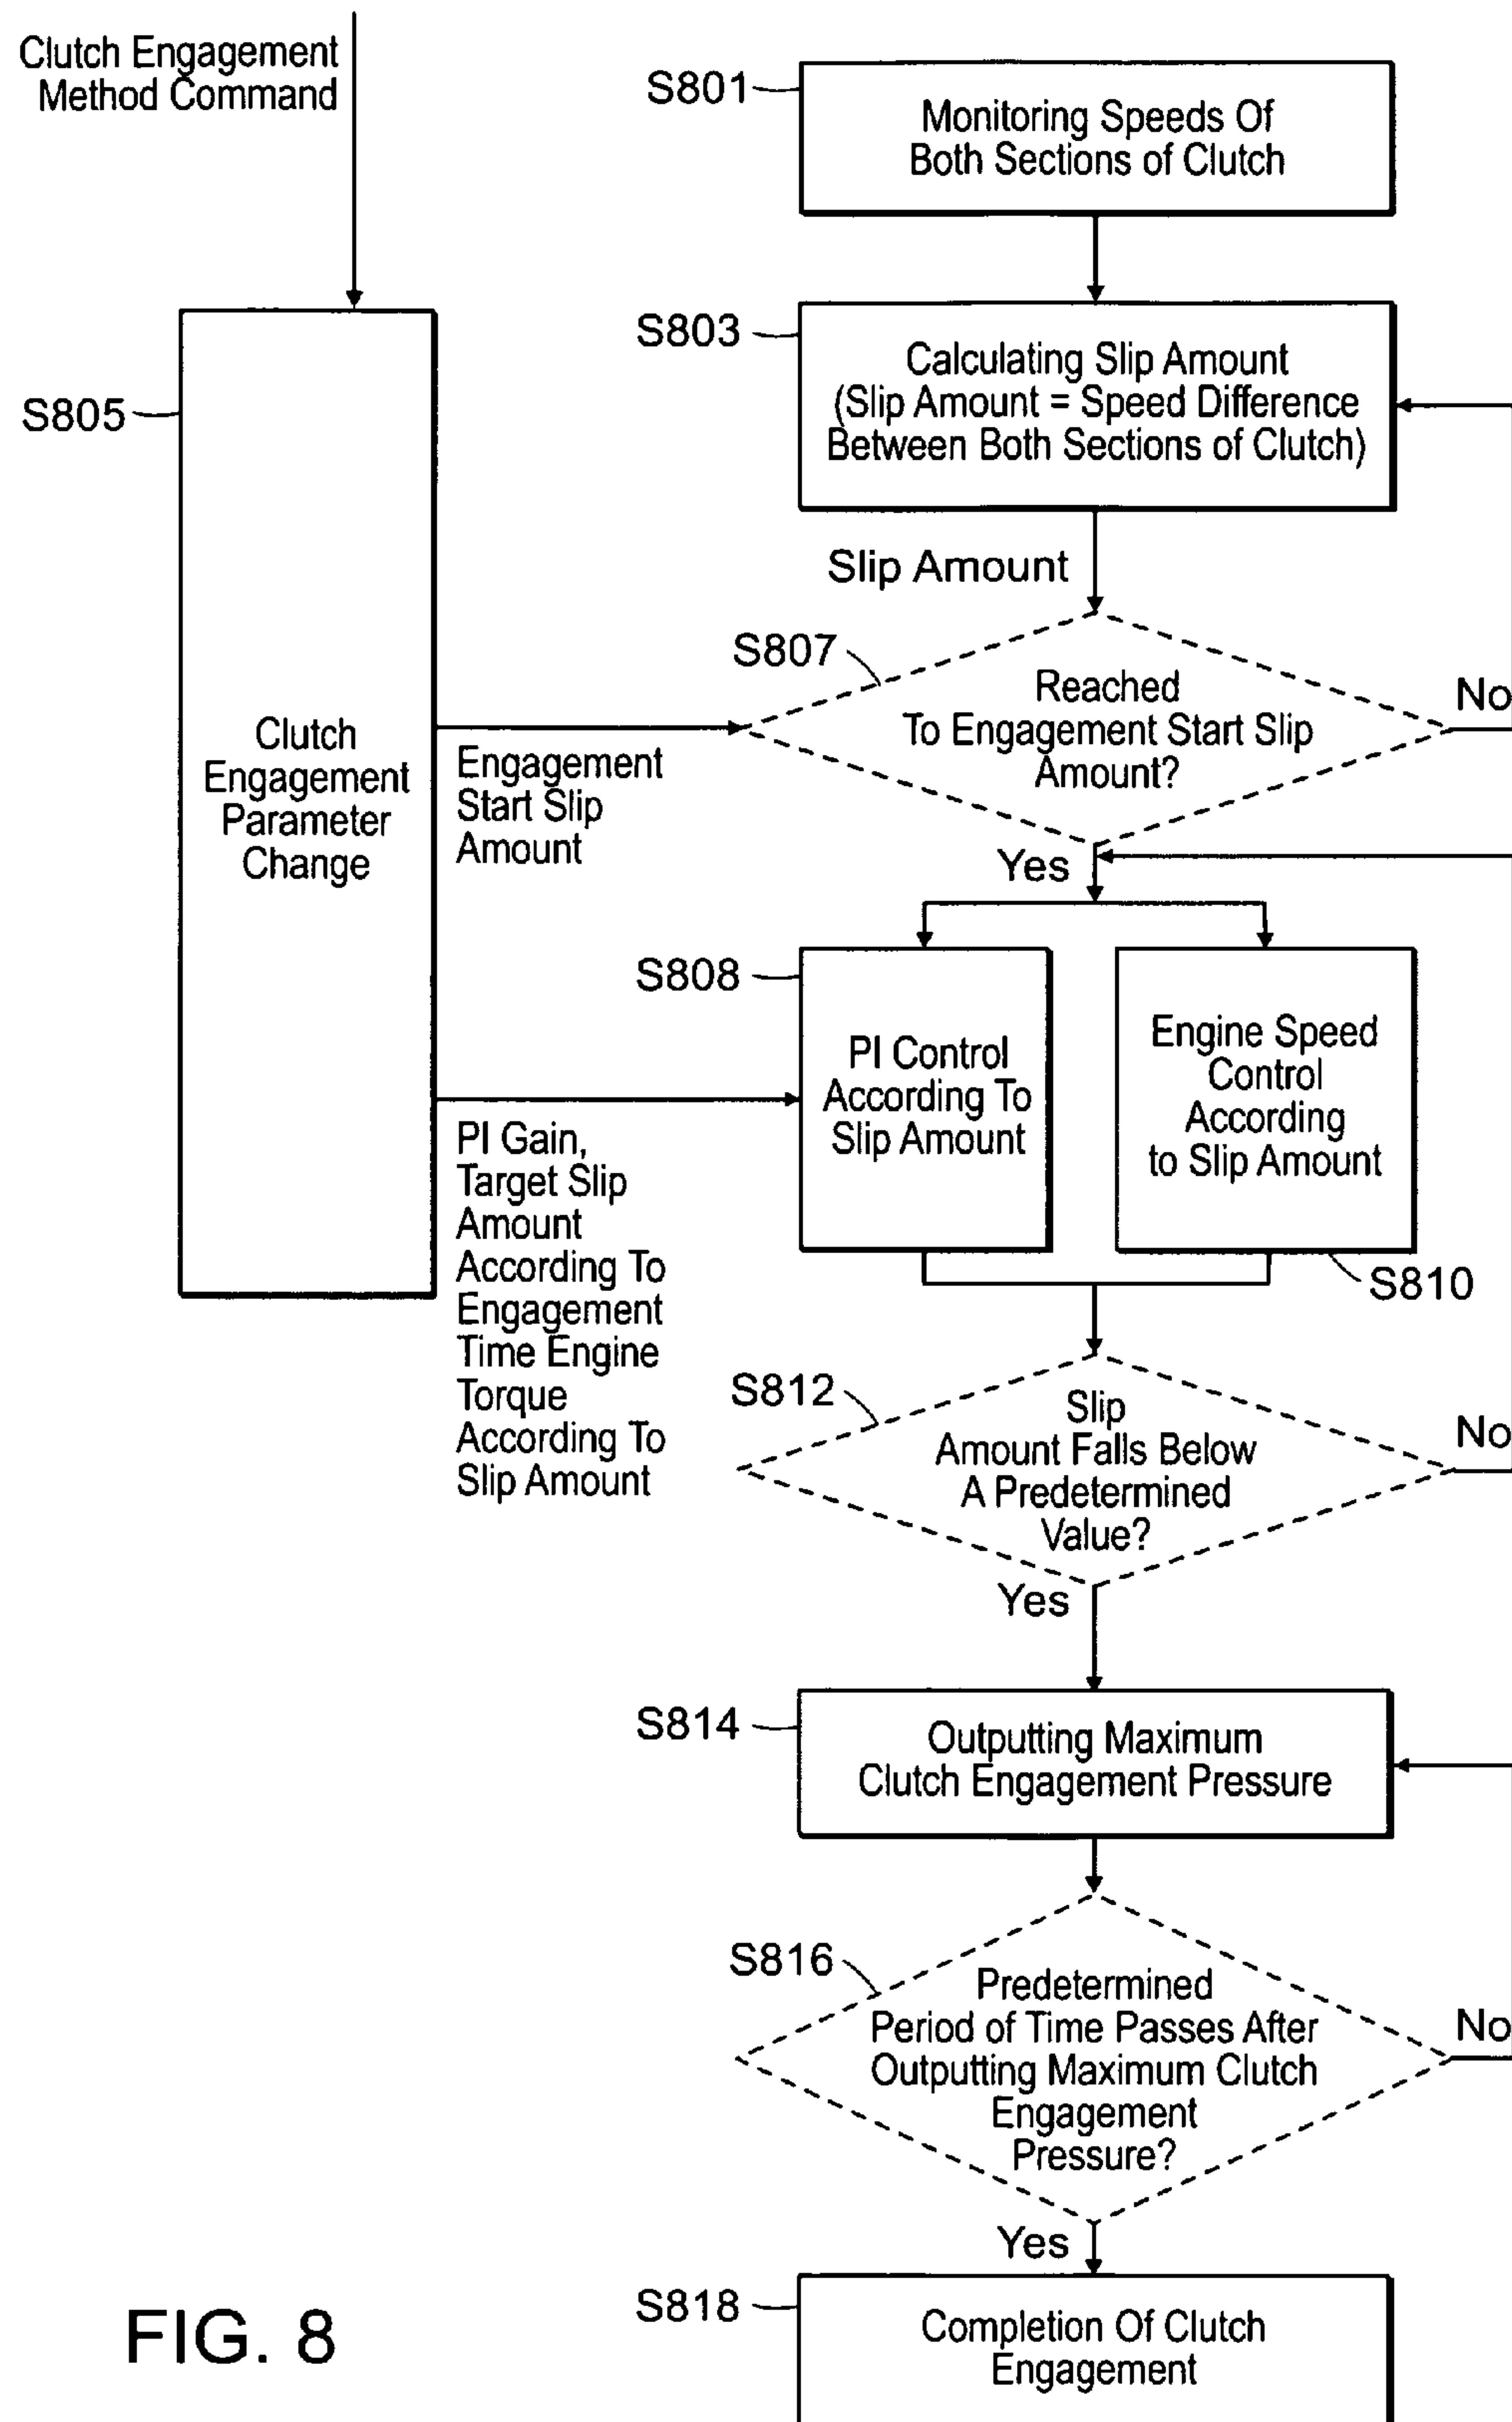 Clutch Engagement
Method Command
S801
Monitoring Speeds Of
Both Sections of Clutch
S803
Calculating Slip Amount
(Slip Amount = Speed Difference
Between Both Sections of Clutch)
S805
Slip Amount
S807
Reached
To Engagement Start Slip
Amount?
No
Clutch
Engagement
Parameter
Change
Engagement
Start Slip
Amount
Yes
S808
PI Control
According To
Slip Amount
Engine Speed
Control
According
to Slip Amount
S810
PI Gain,
Target Slip
Amount
According To
Engagement
Time Engine
Torque
According To
Slip Amount
S812
Slip
Amount Falls Below
A Predetermined
Value?
No
Yes
S814
Outputting Maximum
Clutch Engagement Pressure
S816
Predetermined
Period of Time Passes After
Outputting Maximum Clutch
Engagement
Pressure?
No
Yes
S818
Completion Of Clutch
Engagement
FIG. 8